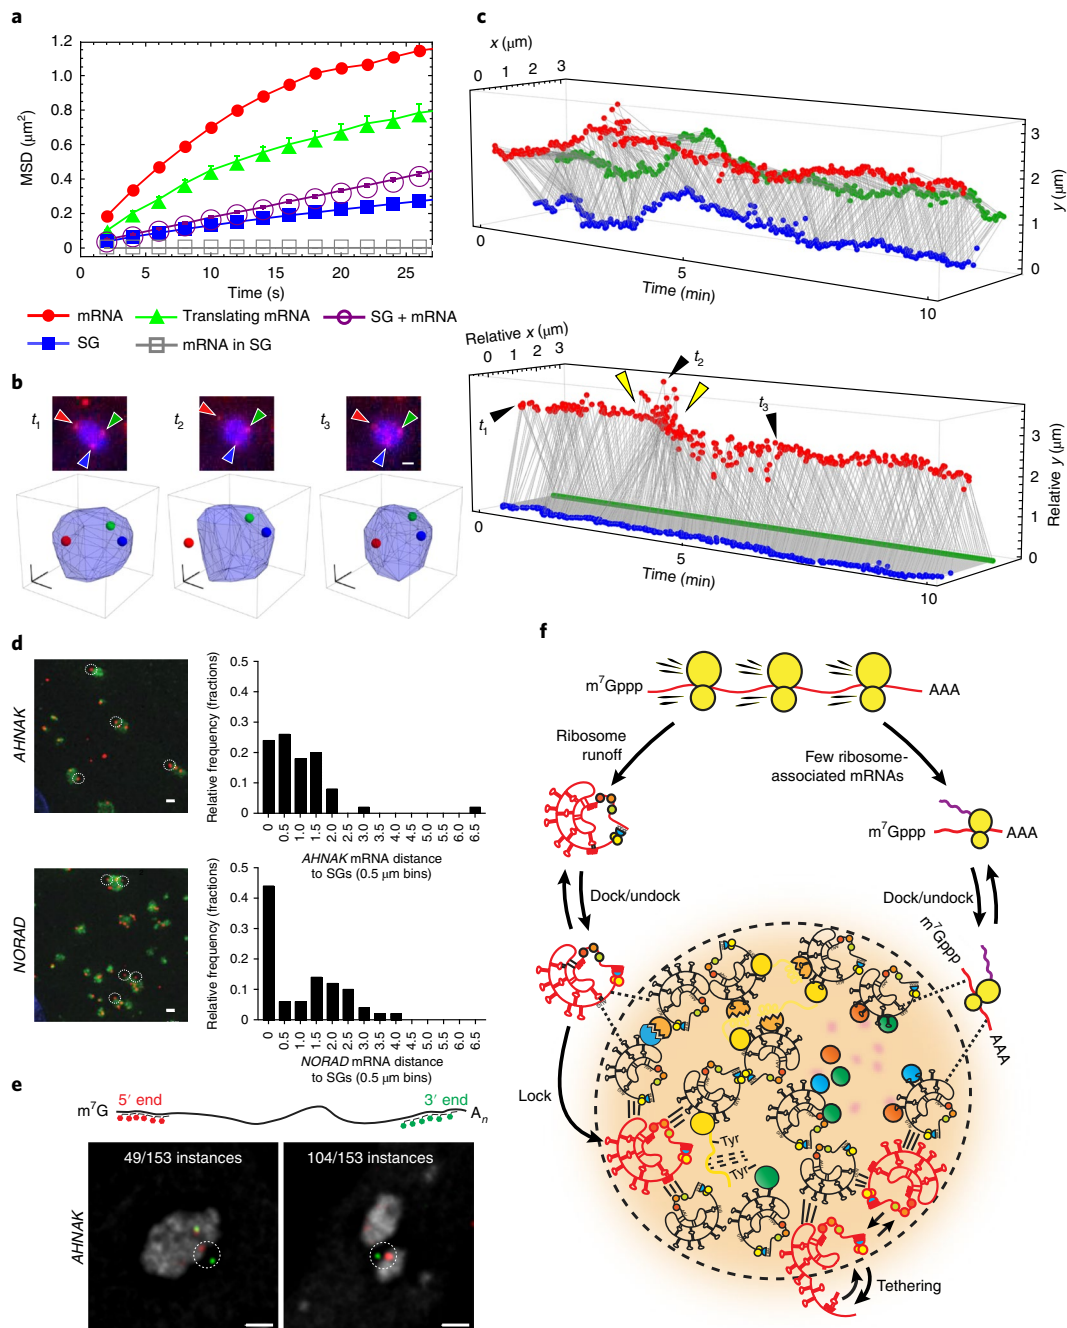 a
MSD (μm²)
1.2
1.0
0.8
0.6
0.4
0.2
0
0 5 10 15 20 25
Time (s)
mRNA
Translating mRNA
SG + mRNA
SG
mRNA in SG
b
t1
t2
t3
c
x (μm)
0 1 2 3
3
2
1
0
y (μm)
0
5
10
Time (min)
Relative x (μm)
0 1 2 3
t1
t2
t3
3
2
1
0
Relative y (μm)
0
5
10
Time (min)
d
AHNAK
Relative frequency (fractions)
0.5
0.4
0.3
0.2
0.1
0
0 0.5 1.0 1.5 2.0 2.5 3.0 3.5 4.0 4.5 5.0 5.5 6.0 6.5
AHNAK mRNA distance
to SGs (0.5 μm bins)
NORAD
Relative frequency (fractions)
0.5
0.4
0.3
0.2
0.1
0
0 0.5 1.0 1.5 2.0 2.5 3.0 3.5 4.0 4.5 5.0 5.5 6.0 6.5
NORAD mRNA distance
to SGs (0.5 μm bins)
e
m⁷G
5′ end
3′ end
An
AHNAK
49/153 instances
104/153 instances
f
m⁷Gppp
AAA
Ribosome
runoff
Few ribosome-
associated mRNAs
m⁷Gppp
AAA
Dock/undock
Dock/undock
m⁷Gppp
AAA
Lock
Tyr
Tyr
Tethering